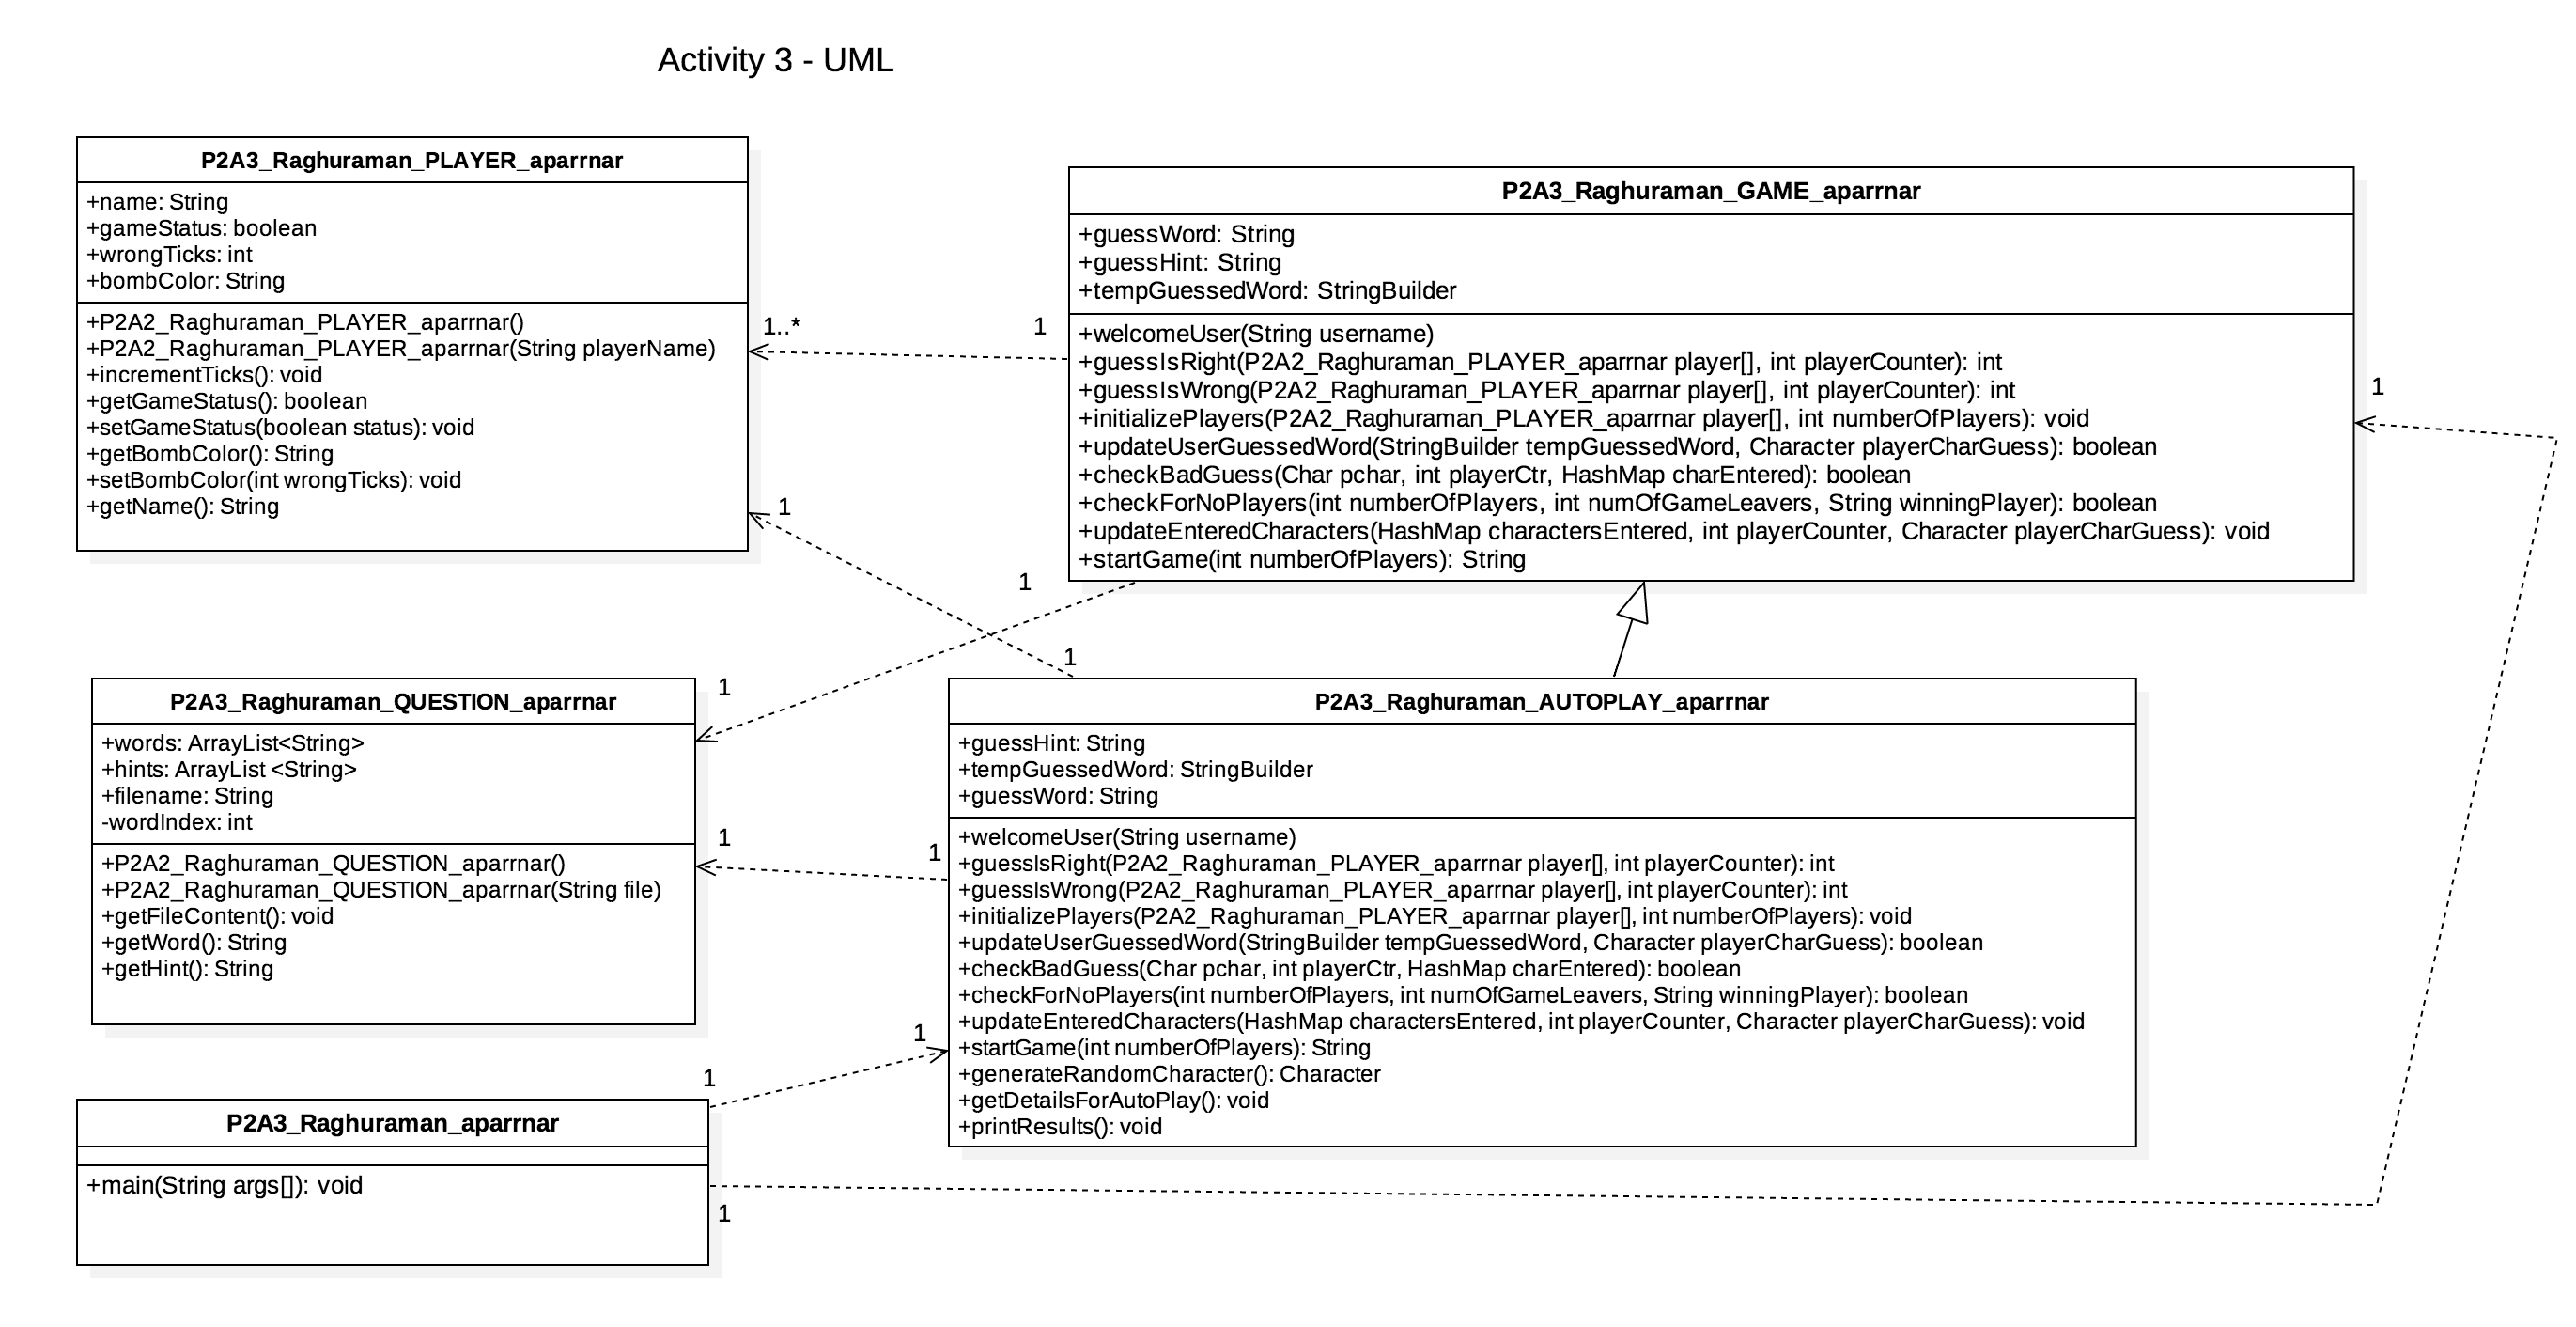 Activity 3 - UML
P2A3_Raghuraman_PLAYER_aparrnar
+name: String
+gameStatus: boolean
+wrongTicks: int
+bombColor: String
+P2A2_Raghuraman_PLAYER_aparrnar()
+P2A2_Raghuraman_PLAYER_aparrnar(String playerName)
+incrementTicks(): void
+getGameStatus(): boolean
+setGameStatus(boolean status): void
+getBombColor(): String
+setBombColor(int wrongTicks): void
+getName(): String
1..*
1
1
P2A3_Raghuraman_GAME_aparrnar
+guessWord: String
+guessHint: String
+tempGuessedWord: StringBuilder
+welcomeUser(String username)
+guessIsRight(P2A2_Raghuraman_PLAYER_aparrnar player[], int playerCounter): int
+guessIsWrong(P2A2_Raghuraman_PLAYER_aparrnar player[], int playerCounter): int
+initializePlayers(P2A2_Raghuraman_PLAYER_aparrnar player[], int numberOfPlayers): void
+updateUserGuessedWord(StringBuilder tempGuessedWord, Character playerCharGuess): boolean
+checkBadGuess(Char pchar, int playerCtr, HashMap charEntered): boolean
+checkForNoPlayers(int numberOfPlayers, int numOfGameLeavers, String winningPlayer): boolean
+updateEnteredCharacters(HashMap charactersEntered, int playerCounter, Character playerCharGuess): void
+startGame(int numberOfPlayers): String
1
1
1
P2A3_Raghuraman_QUESTION_aparrnar
+words: ArrayList<String>
+hints: ArrayList <String>
+filename: String
-wordIndex: int
+P2A2_Raghuraman_QUESTION_aparrnar()
+P2A2_Raghuraman_QUESTION_aparrnar(String file)
+getFileContent(): void
+getWord(): String
+getHint(): String
1
1
1
P2A3_Raghuraman_AUTOPLAY_aparrnar
+guessHint: String
+tempGuessedWord: StringBuilder
+guessWord: String
+welcomeUser(String username)
+guessIsRight(P2A2_Raghuraman_PLAYER_aparrnar player[], int playerCounter): int
+guessIsWrong(P2A2_Raghuraman_PLAYER_aparrnar player[], int playerCounter): int
+initializePlayers(P2A2_Raghuraman_PLAYER_aparrnar player[], int numberOfPlayers): void
+updateUserGuessedWord(StringBuilder tempGuessedWord, Character playerCharGuess): boolean
+checkBadGuess(Char pchar, int playerCtr, HashMap charEntered): boolean
+checkForNoPlayers(int numberOfPlayers, int numOfGameLeavers, String winningPlayer): boolean
+updateEnteredCharacters(HashMap charactersEntered, int playerCounter, Character playerCharGuess): void
+startGame(int numberOfPlayers): String
+generateRandomCharacter(): Character
+getDetailsForAutoPlay(): void
+printResults(): void
1
1
P2A3_Raghuraman_aparrnar
+main(String args[]): void
1